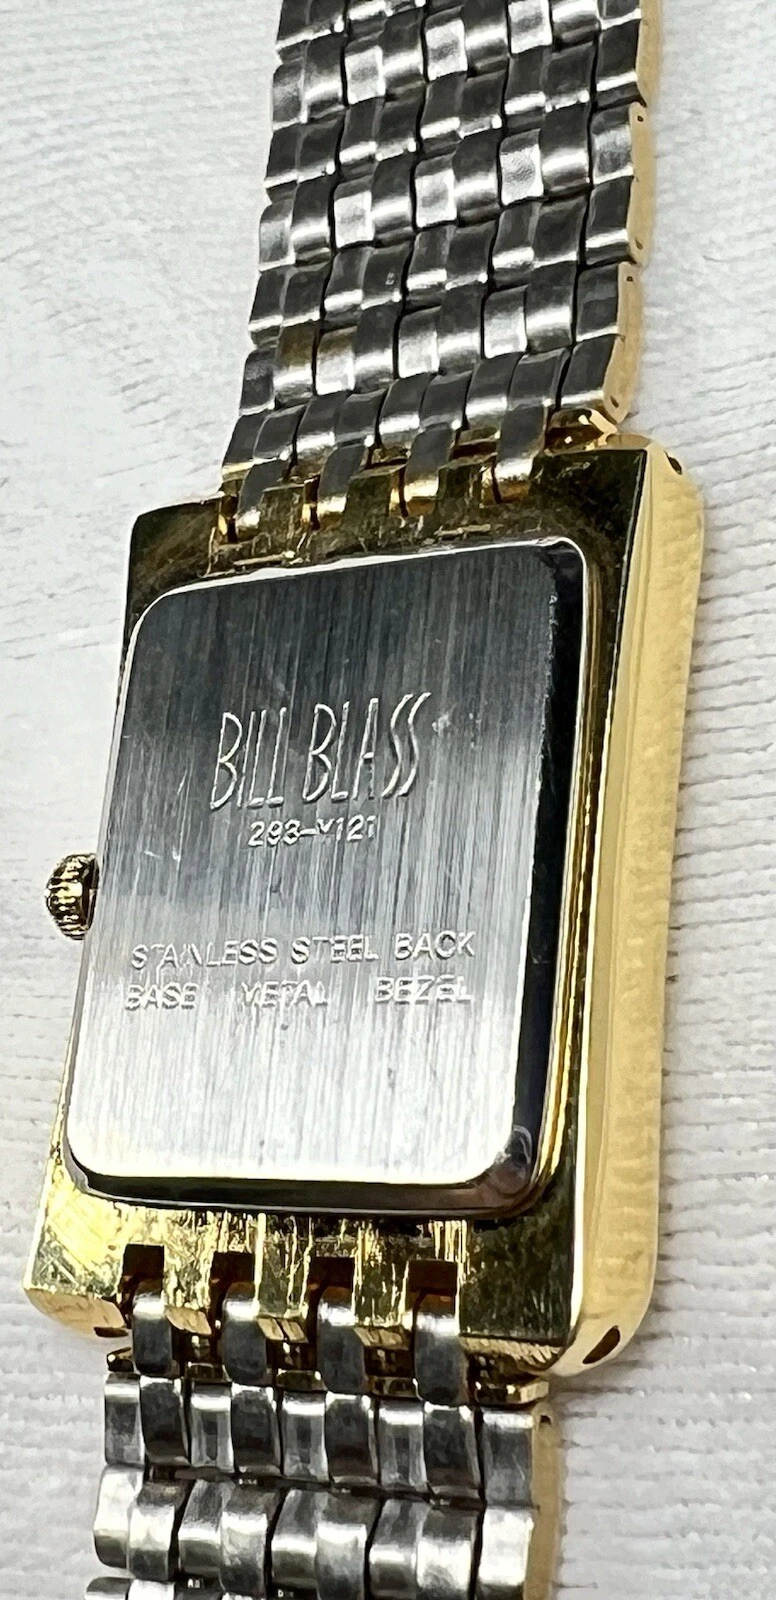 BILL BLASS
293-Y121
STAINLESS STEEL BACK
BASE METAL BEZEL